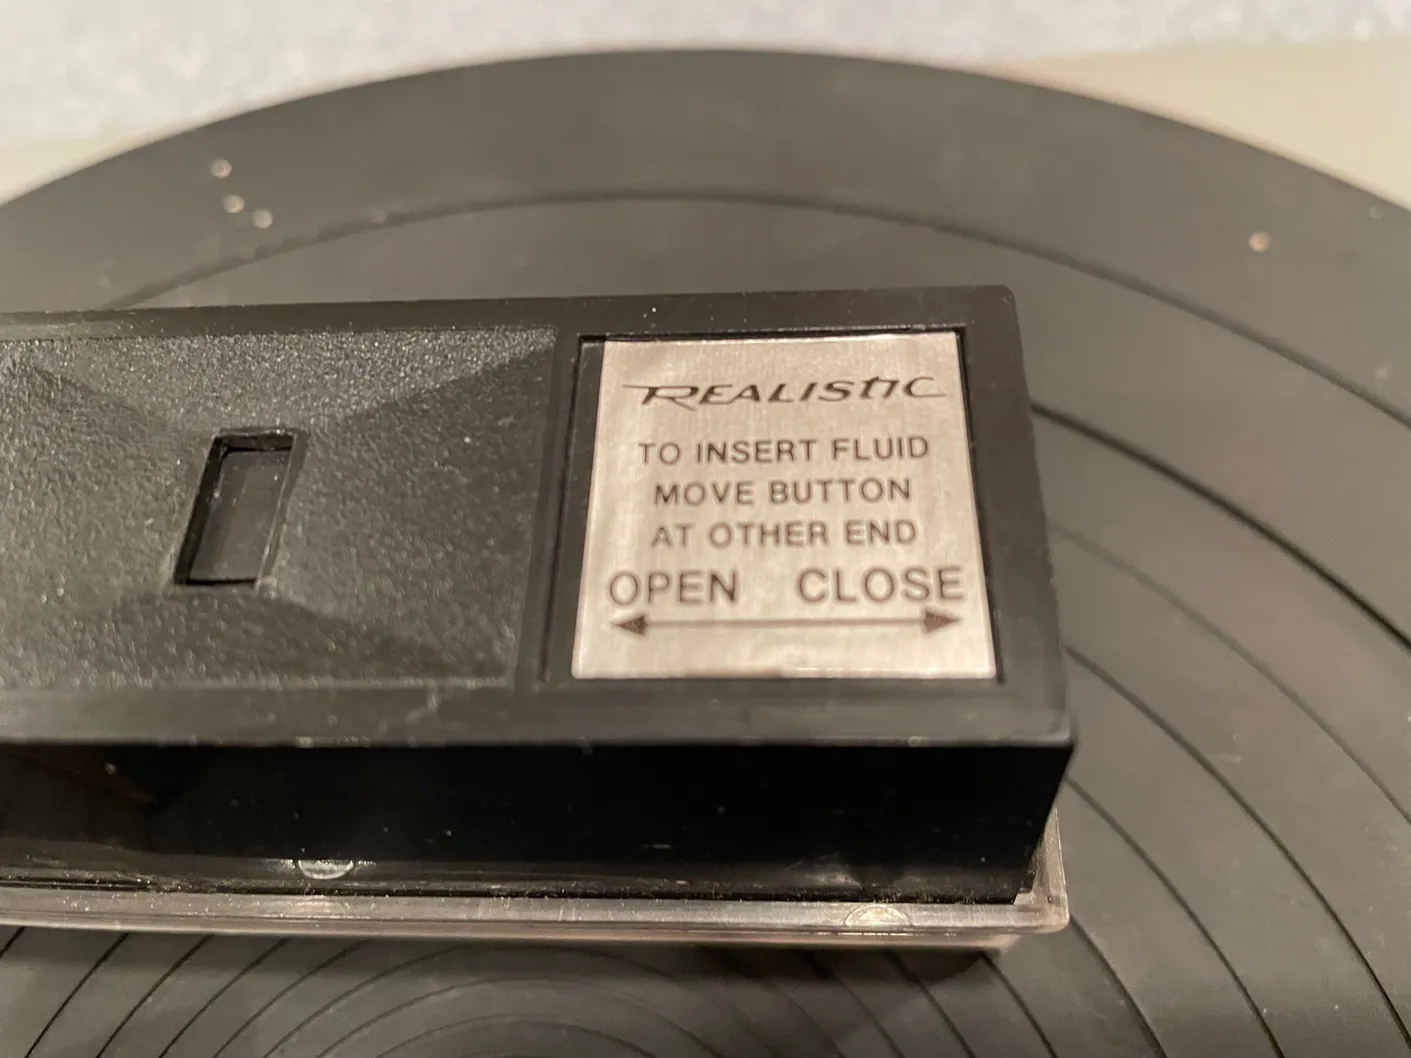 REALISTIC
TO INSERT FLUID
MOVE BUTTON
AT OTHER END
OPEN CLOSE